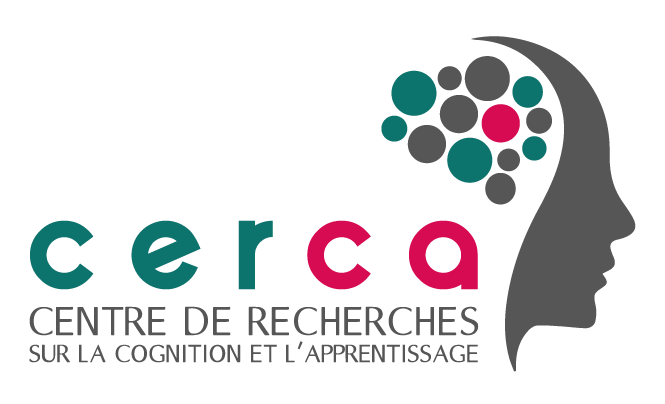 cerca
CENTRE DE RECHERCHES
SUR LA COGNITION ET L'APPRENTISSAGE